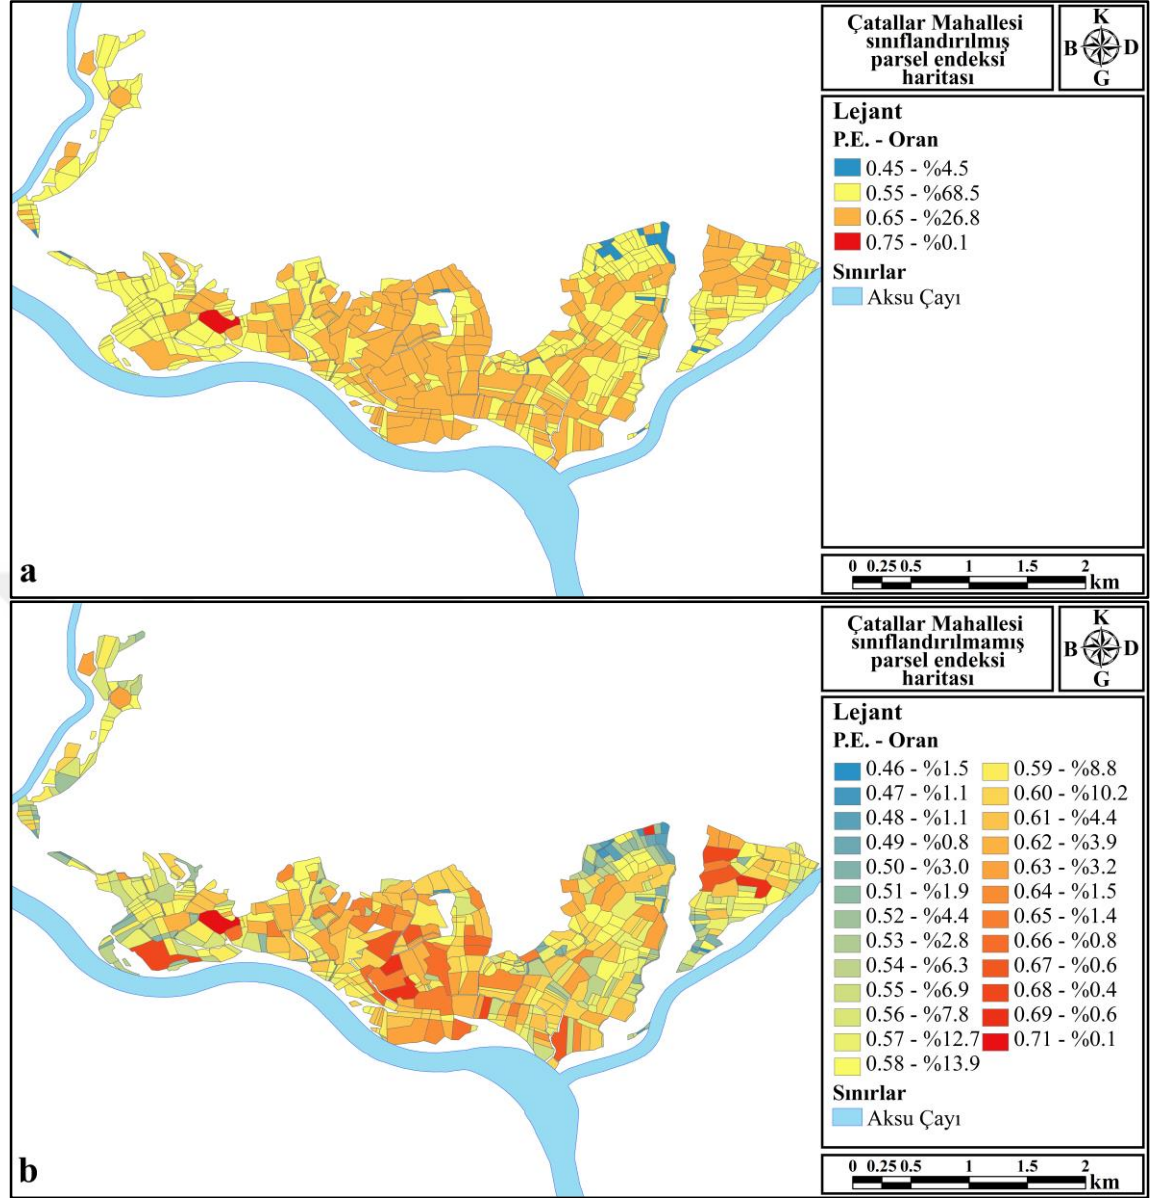 Çatallar Mahallesi
sınıflandırılmış
parsel endeksi
haritası
K
B D
G
Lejant
P.E. - Oran
0.45 - %4.5
0.55 - %68.5
0.65 - %26.8
0.75 - %0.1
Sınırlar
Aksu Çayı
0 0.25 0.5 1 1.5 2
km
a
Çatallar Mahallesi
sınıflandırılmamış
parsel endeksi
haritası
K
B D
G
Lejant
P.E. - Oran
0.46 - %1.5 0.59 - %8.8
0.47 - %1.1 0.60 - %10.2
0.48 - %1.1 0.61 - %4.4
0.49 - %0.8 0.62 - %3.9
0.50 - %3.0 0.63 - %3.2
0.51 - %1.9 0.64 - %1.5
0.52 - %4.4 0.65 - %1.4
0.53 - %2.8 0.66 - %0.8
0.54 - %6.3 0.67 - %0.6
0.55 - %6.9 0.68 - %0.4
0.56 - %7.8 0.69 - %0.6
0.57 - %12.7 0.71 - %0.1
0.58 - %13.9
Sınırlar
Aksu Çayı
0 0.25 0.5 1 1.5 2
km
b